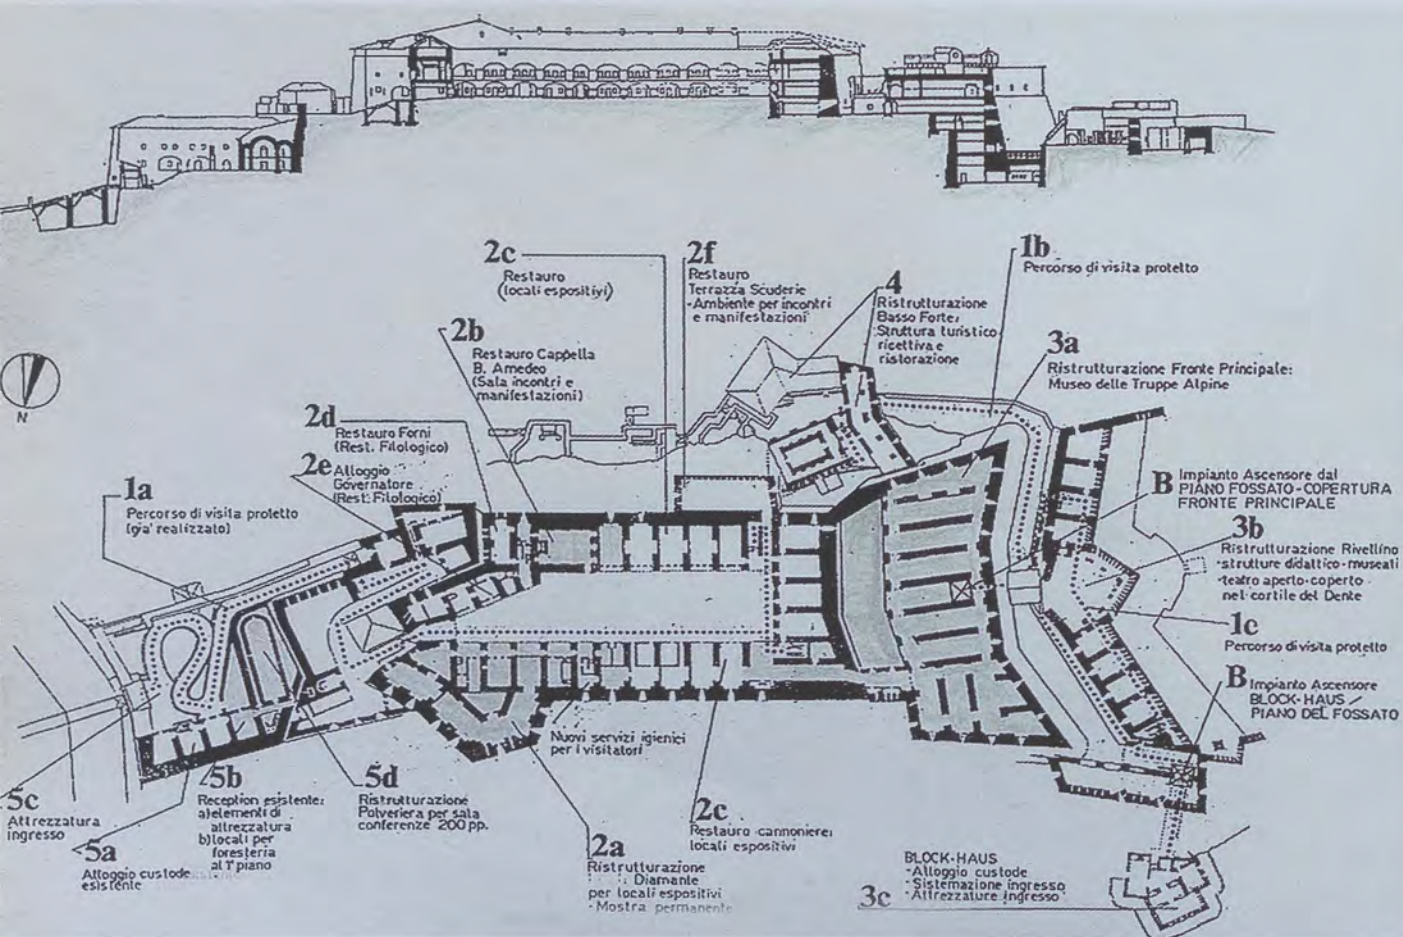 2c
Restauro
(locali espositivi)
2f
Restauro
Terrazza Scuderie
-Ambiente per incontri
e manifestazioni
1b
Percorso di visita protetto
4
Ristrutturazione
Basso Forte:
Struttura turistico
ricettiva e
ristorazione
2b
Restauro Cappella
B. Amedeo
(Sala incontri e
manifestazioni)
3a
Ristrutturazione Fronte Principale:
Museo delle Truppe Alpine
N
2d
Restauro Forni
(Rest. Filologico)
2e Alloggio
Governatore
(Rest. Filologico)
1a
Percorso di visita protetto
(gia' realizzato)
B Impianto Ascensore dal
PIANO FOSSATO-COPERTURA
FRONTE PRINCIPALE
3b
Ristrutturazione Rivellino
-strutture didattico-museali
-teatro aperto-coperto
nel cortile del Dente
1c
Percorso di visita protetto
B Impianto Ascensore
BLOCK-HAUS /
PIANO DEL FOSSATO
Nuovi servizi igienici
per i visitatori
5c
Attrezzatura
ingresso
5a
Alloggio custode
esistente
5b
Reception esistente:
a)elementi di
attrezzatura
b)locali per
foresteria
al 1° piano
5d
Ristrutturazione
Polveriera per sala
conferenze 200 pp.
2a
Ristrutturazione
Diamante
per locali espositivi
-Mostra permanente
2c
Restauro cannoniere:
locali espositivi
BLOCK-HAUS
-Alloggio custode
-Sistemazione ingresso
-Attrezzature ingresso
3c